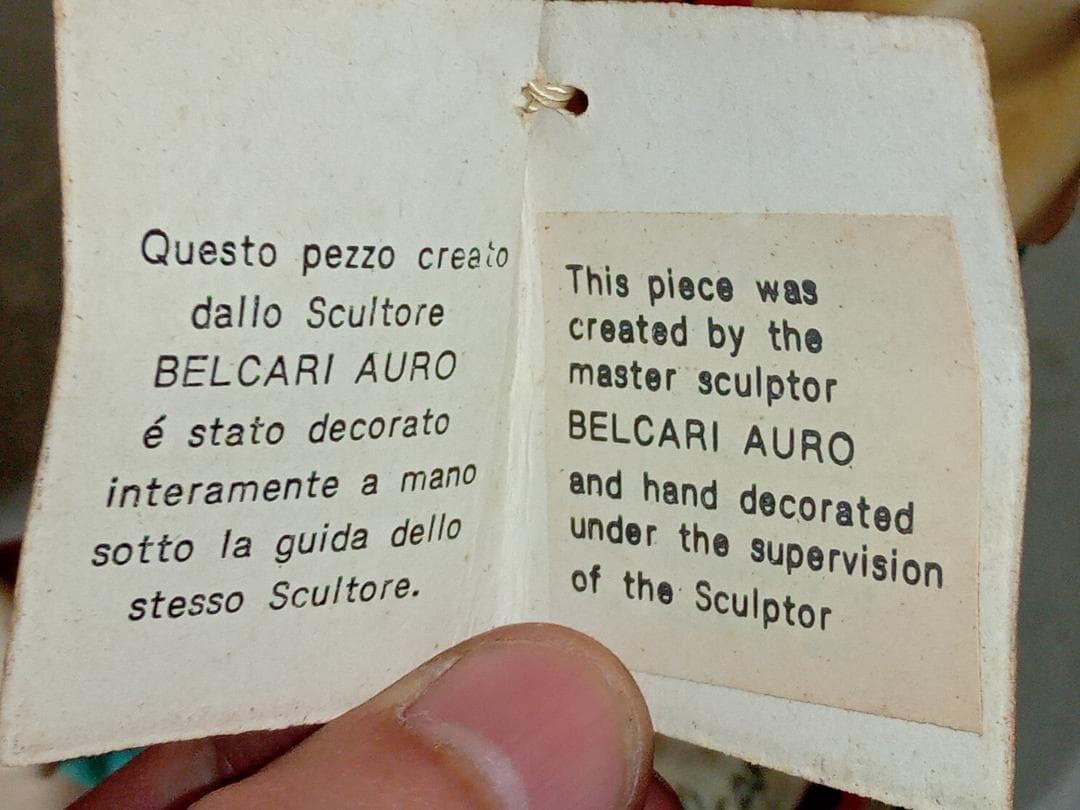 Questo pezzo creato
dallo Scultore
BELCARI AURO
é stato decorato
interamente a mano
sotto la guida dello
stesso Scultore.
This piece was
created by the
master sculptor
BELCARI AURO
and hand decorated
under the supervision
of the Sculptor